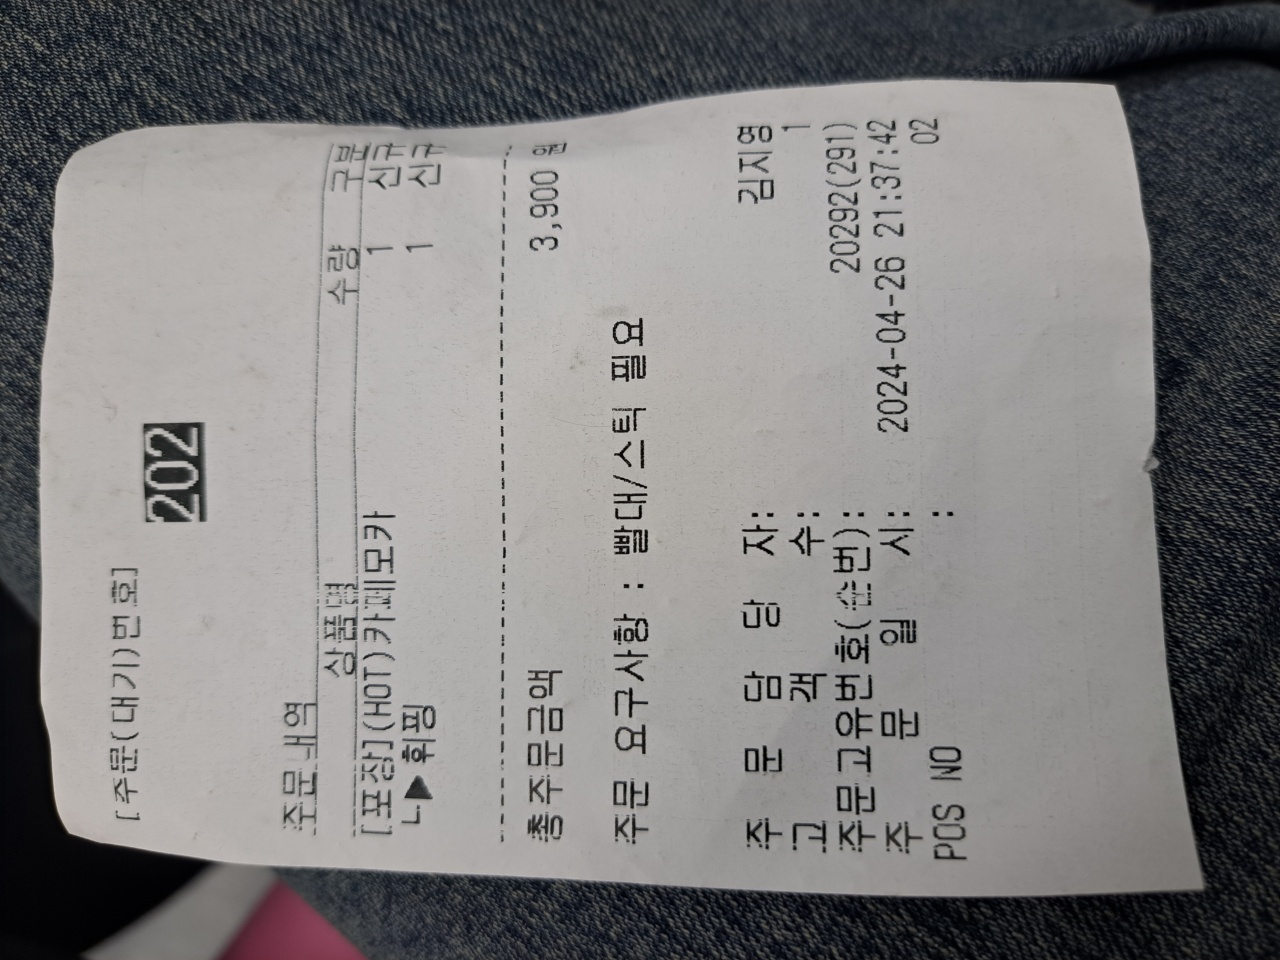 [주문(대기)번호]
202
주문 내역
상품명 수량 구분
[포장](HOT)카페모카 1 신규
ㄴ▶휘핑 1 신규
총주문금액 3,900 원
주문 요구사항 : 빨대/스틱 필요
주 문 담 당 자: 김지영
고 객 수: 1
주문고유번호(순번): 20292(291)
주 문 일 시: 2024-04-26 21:37:42
POS NO : 02